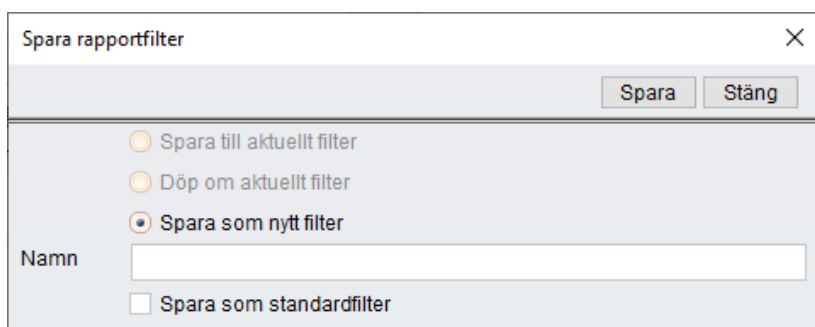 Spara rapportfilter
Spara Stäng
Spara till aktuellt filter
Döp om aktuellt filter
Spara som nytt filter
Namn
Spara som standardfilter